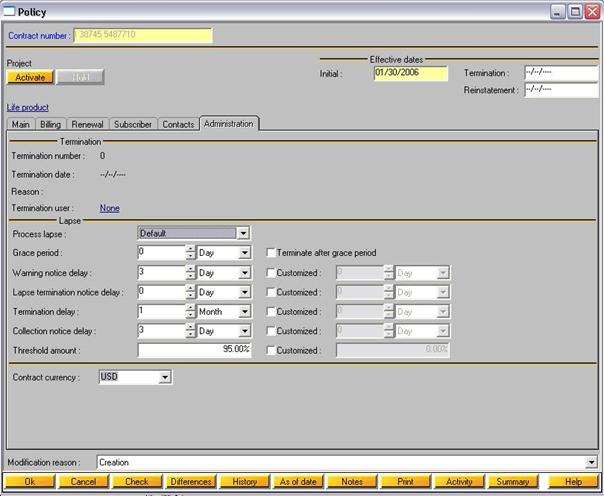 Policy
Contract number : 38745 5487710
Project
Activate Hold
Effective dates
Initial : 01/30/2006 Termination : --/--/----
Reinstatement : --/--/----
Life product
Main Billing Renewal Subscriber Contacts Administration
Termination
Termination number : 0
Termination date : --/--/----
Reason :
Termination user : None
Lapse
Process lapse : Default
Grace period : 0 Day Terminate after grace period
Warning notice delay : 3 Day Customized : 0 Day
Lapse termination notice delay : 0 Day Customized : 0 Day
Termination delay : 1 Month Customized : 0 Day
Collection notice delay : 3 Day Customized : 0 Day
Threshold amount : 95.00% Customized : 0.00%
Contract currency : USD
Modification reason : Creation
Ok Cancel Check Differences History As of date Notes Print Activity Summary Help